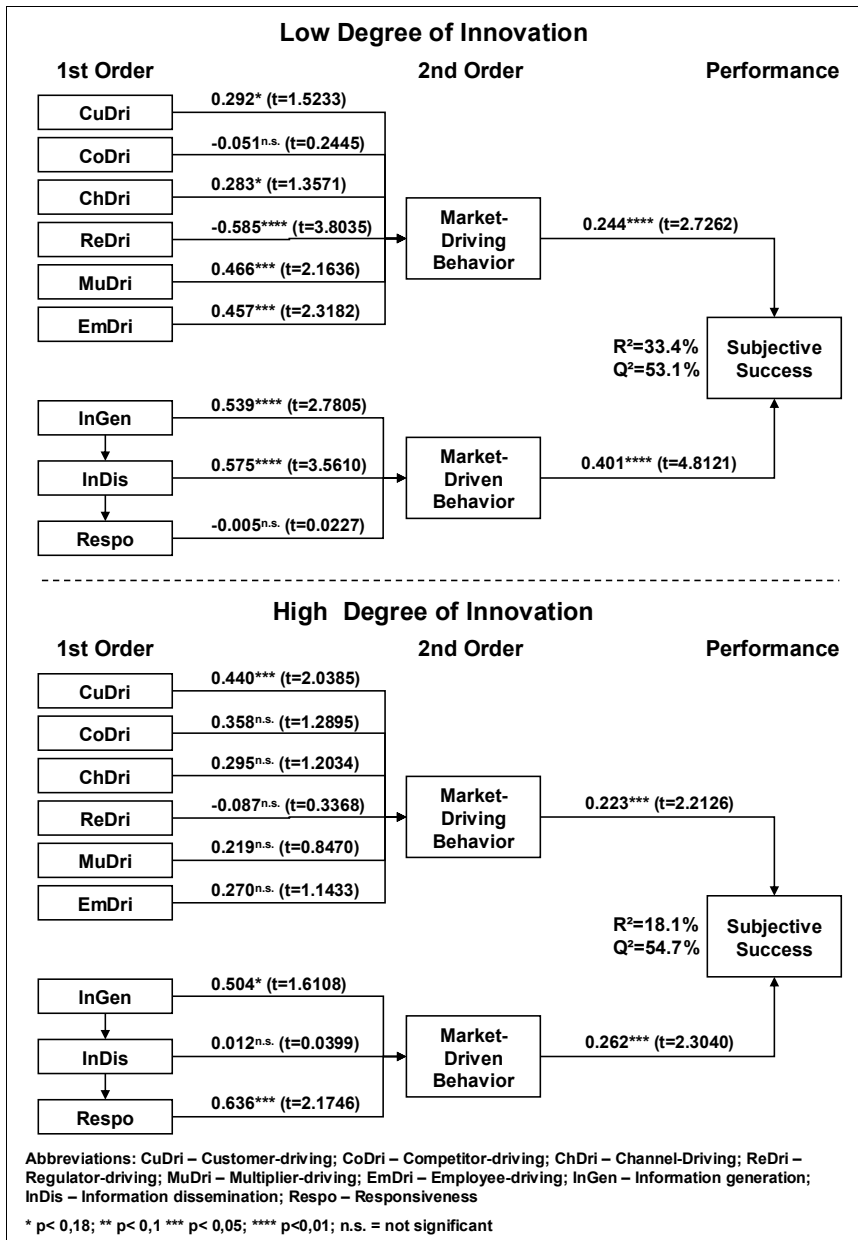 Low Degree of Innovation
1st Order 2nd Order Performance
CuDri 0.292* (t=1.5233)
CoDri -0.051n.s. (t=0.2445)
ChDri 0.283* (t=1.3571)
ReDri -0.585**** (t=3.8035)
MuDri 0.466*** (t=2.1636)
EmDri 0.457*** (t=2.3182)
Market-
Driving
Behavior
0.244**** (t=2.7262)
R²=33.4%
Q²=53.1%
Subjective
Success
InGen 0.539**** (t=2.7805)
InDis 0.575**** (t=3.5610)
Respo -0.005n.s. (t=0.0227)
Market-
Driven
Behavior
0.401**** (t=4.8121)
High Degree of Innovation
1st Order 2nd Order Performance
CuDri 0.440*** (t=2.0385)
CoDri 0.358n.s. (t=1.2895)
ChDri 0.295n.s. (t=1.2034)
ReDri -0.087n.s. (t=0.3368)
MuDri 0.219n.s. (t=0.8470)
EmDri 0.270n.s. (t=1.1433)
Market-
Driving
Behavior
0.223*** (t=2.2126)
R²=18.1%
Q²=54.7%
Subjective
Success
InGen 0.504* (t=1.6108)
InDis 0.012n.s. (t=0.0399)
Respo 0.636*** (t=2.1746)
Market-
Driven
Behavior
0.262*** (t=2.3040)
Abbreviations: CuDri – Customer-driving; CoDri – Competitor-driving; ChDri – Channel-Driving; ReDri –
Regulator-driving; MuDri – Multiplier-driving; EmDri – Employee-driving; InGen – Information generation;
InDis – Information dissemination; Respo – Responsiveness
* p< 0,18; ** p< 0,1 *** p< 0,05; **** p<0,01; n.s. = not significant